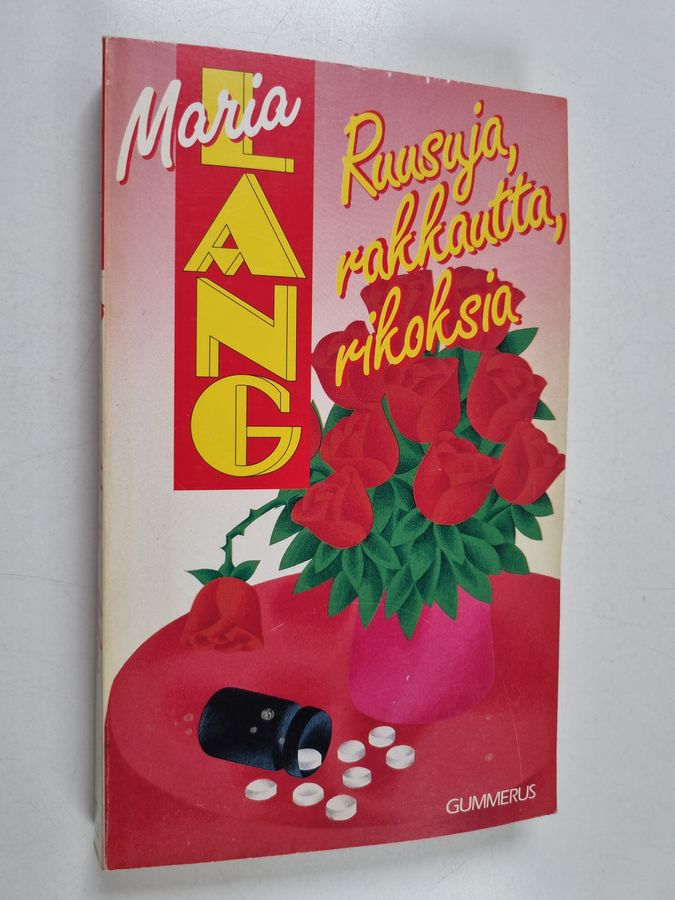 Maria
LANG
Ruusuja,
rakkautta,
rikoksia
GUMMERUS